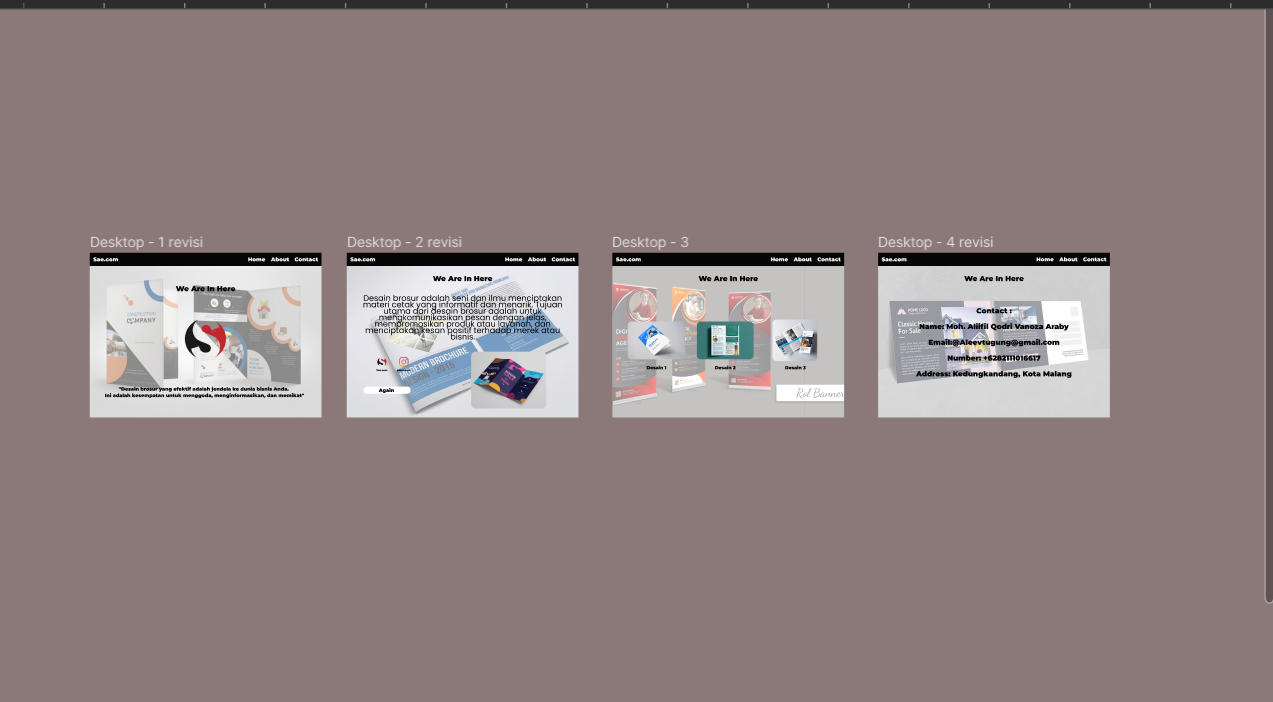 Desktop - 1 revisi
Sae.com Home About Contact
We Are In Here
COMPANY
"Desain brosur yang efektif adalah jendela ke dunia bisnis Anda.
Ini adalah kesempatan untuk menggoda, menginformasikan, dan memikat"
Desktop - 2 revisi
Sae.com Home About Contact
We Are In Here
Desain brosur adalah seni dan ilmu menciptakan
materi cetak yang informatif dan menarik. Tujuan
utama dari desain brosur adalah untuk
mengkomunikasikan pesan dengan jelas,
mempromosikan produk atau layanan, dan
menciptakan kesan positif terhadap merek atau
bisnis.
MODERN BROCHURE
Again
Desktop - 3
Sae.com Home About Contact
We Are In Here
Desain 1
Desain 2
Desain 3
Rol Banner
Desktop - 4 revisi
Sae.com Home About Contact
We Are In Here
Contact :
Name: Moh. Aliifil Qodri Vanoza Araby
Email:@Aleevtugung@gmail.com
Number: +6282111016617
Address: Kedungkandang, Kota Malang
For Sale